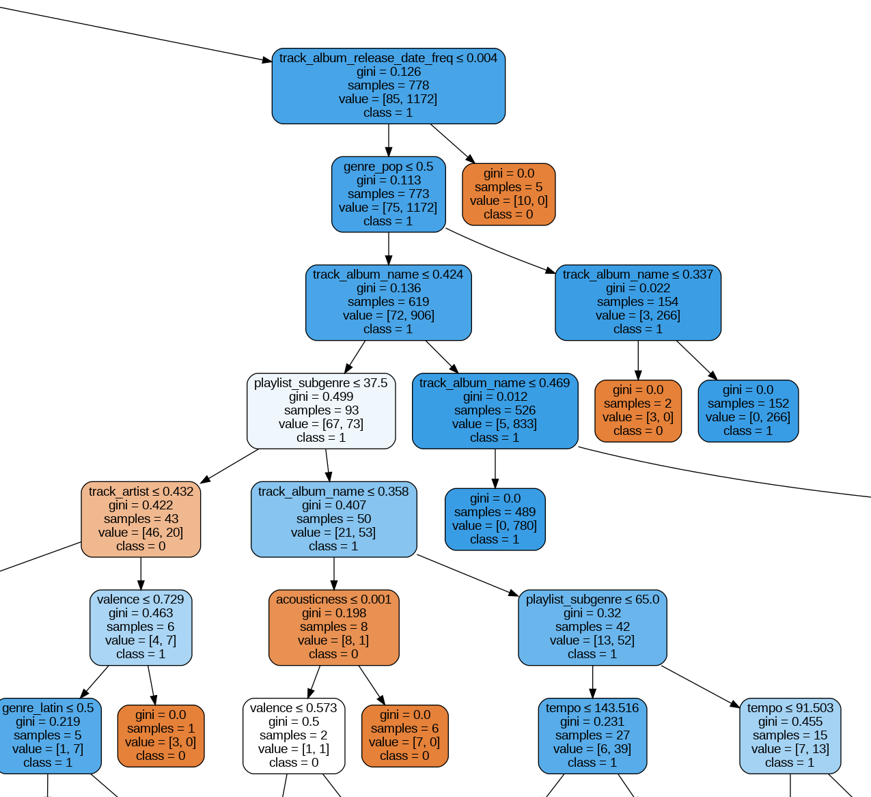 track_album_release_date_freq ≤ 0.004
gini = 0.126
samples = 778
value = [85, 1172]
class = 1
genre_pop ≤ 0.5
gini = 0.113
samples = 773
value = [75, 1172]
class = 1
gini = 0.0
samples = 5
value = [10, 0]
class = 0
track_album_name ≤ 0.424
gini = 0.136
samples = 619
value = [72, 906]
class = 1
track_album_name ≤ 0.337
gini = 0.022
samples = 154
value = [3, 266]
class = 1
playlist_subgenre ≤ 37.5
gini = 0.499
samples = 93
value = [67, 73]
class = 1
track_album_name ≤ 0.469
gini = 0.012
samples = 526
value = [5, 833]
class = 1
gini = 0.0
samples = 2
value = [3, 0]
class = 0
gini = 0.0
samples = 152
value = [0, 266]
class = 1
track_artist ≤ 0.432
gini = 0.422
samples = 43
value = [46, 20]
class = 0
track_album_name ≤ 0.358
gini = 0.407
samples = 50
value = [21, 53]
class = 1
gini = 0.0
samples = 489
value = [0, 780]
class = 1
valence ≤ 0.729
gini = 0.463
samples = 6
value = [4, 7]
class = 1
acousticness ≤ 0.001
gini = 0.198
samples = 8
value = [8, 1]
class = 0
playlist_subgenre ≤ 65.0
gini = 0.32
samples = 42
value = [13, 52]
class = 1
genre_latin ≤ 0.5
gini = 0.219
samples = 5
value = [1, 7]
class = 1
gini = 0.0
samples = 1
value = [3, 0]
class = 0
valence ≤ 0.573
gini = 0.5
samples = 2
value = [1, 1]
class = 0
gini = 0.0
samples = 6
value = [7, 0]
class = 0
tempo ≤ 143.516
gini = 0.231
samples = 27
value = [6, 39]
class = 1
tempo ≤ 91.503
gini = 0.455
samples = 15
value = [7, 13]
class = 1